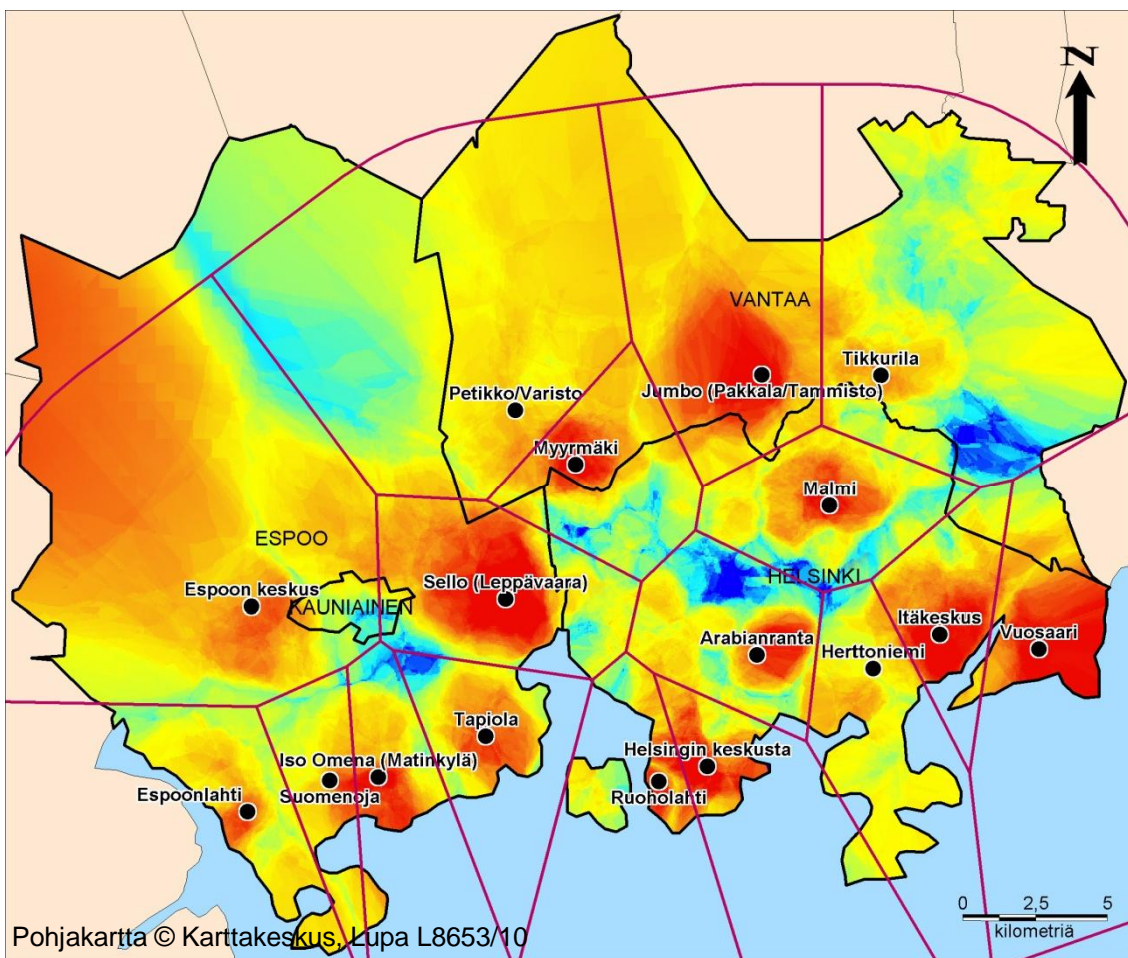 N
VANTAA
Tikkurila
Jumbo (Pakkala/Tammisto)
Petikko/Varisto
Myyrmäki
Malmi
ESPOO
HELSINKI
Espoon keskus
Sello (Leppävaara)
KAUNIAINEN
Itäkeskus
Arabianranta
Vuosaari
Herttoniemi
Tapiola
Iso Omena (Matinkylä)
Helsingin keskusta
Suomenoja
Ruoholahti
Espoonlahti
0 2,5 5
kilometriä
Pohjakartta © Karttakeskus, Lupa L8653/10